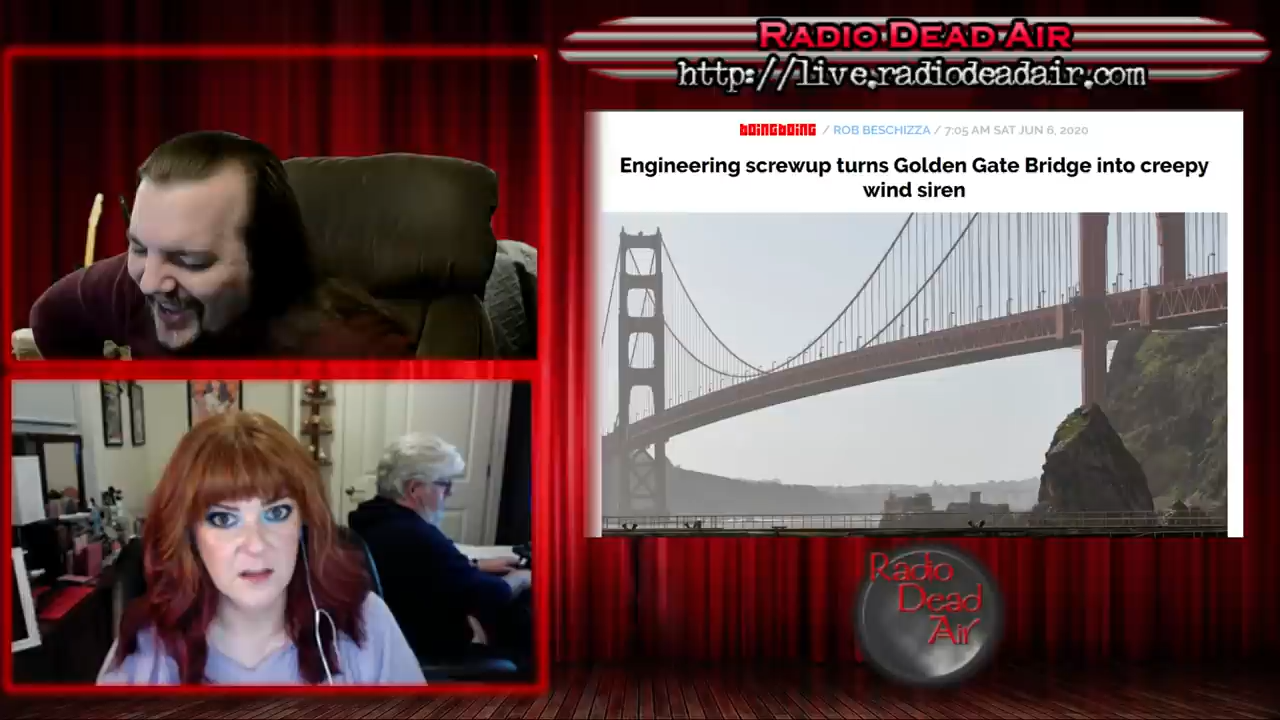 RADIO DEAD AIR
http://live.radiodeadair.com
boingboing / ROB BESCHIZZA / 7:05 AM SAT JUN 6, 2020
Engineering screwup turns Golden Gate Bridge into creepy
wind siren
Radio
Dead
Air